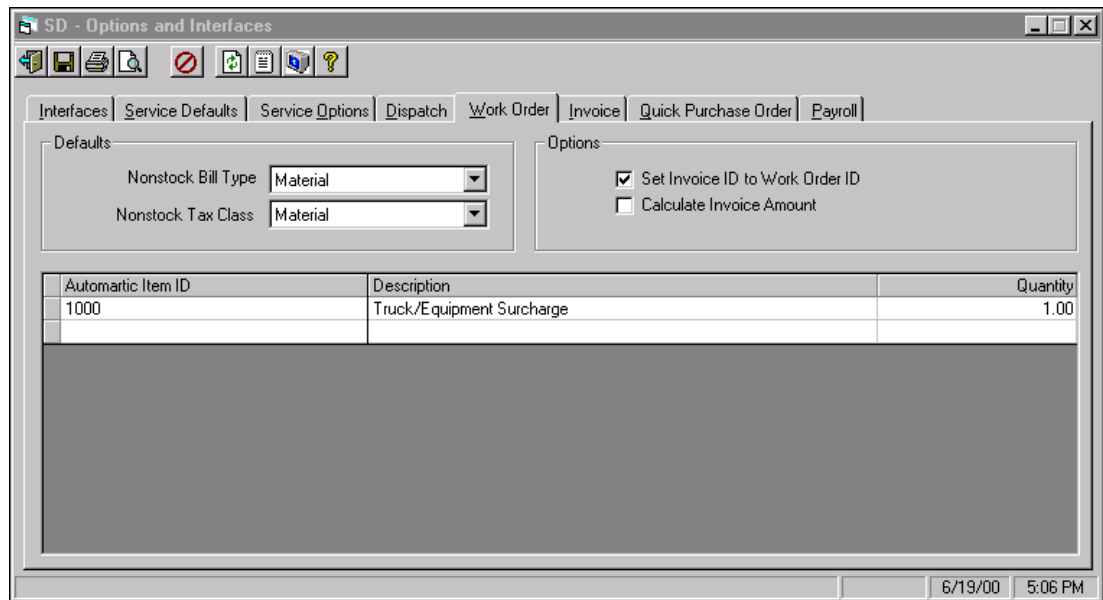 SD - Options and Interfaces
Interfaces Service Defaults Service Options Dispatch Work Order Invoice Quick Purchase Order Payroll
Defaults Options
Nonstock Bill Type Material Set Invoice ID to Work Order ID
Nonstock Tax Class Material Calculate Invoice Amount
Automartic Item ID Description Quantity
1000 Truck/Equipment Surcharge 1.00
6/19/00 5:06 PM